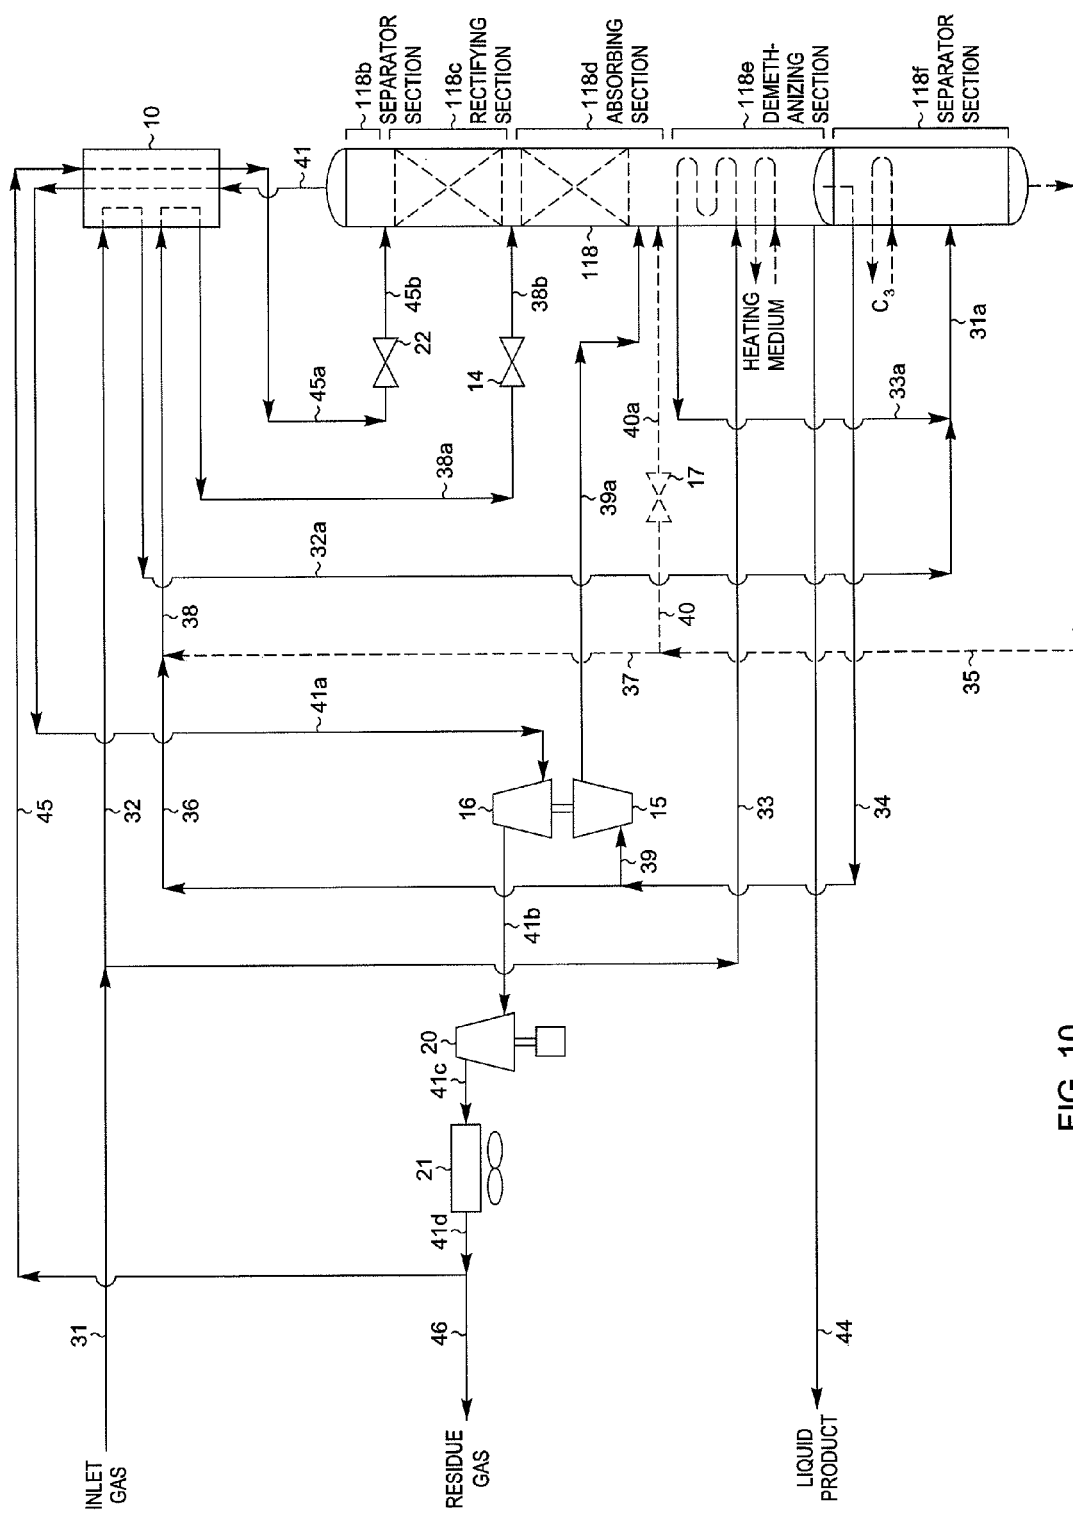 INLET
GAS
31
45
32
36
38
32a
38a
45a
10
41
41a
37
40
35
22
45b
14
38b
39a
40a
17
16
15
39
33
34
41b
20
41c
21
41d
RESIDUE
GAS
46
LIQUID
PRODUCT
44
118
HEATING
MEDIUM
C3
33a
31a
118b
SEPARATOR
SECTION
118c
RECTIFYING
SECTION
118d
ABSORBING
SECTION
118e
DEMETH-
ANIZING
SECTION
118f
SEPARATOR
SECTION
FIG. 10